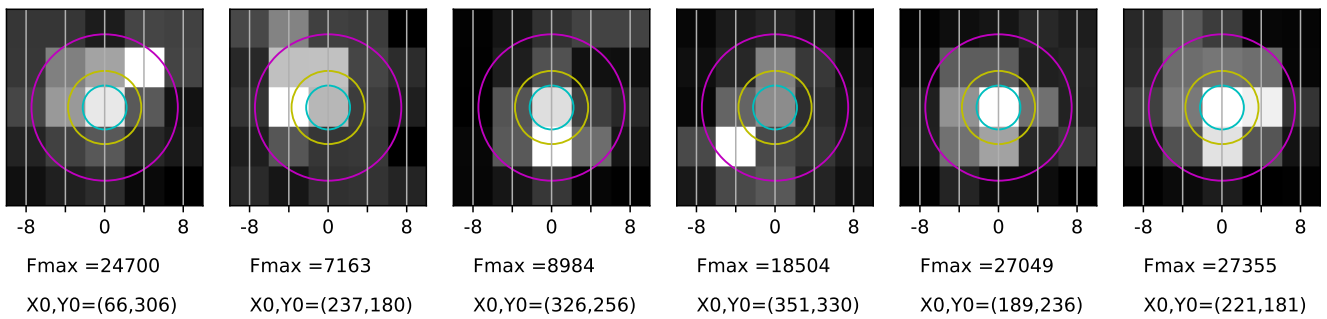 -8 0 8 -8 0 8 -8 0 8 -8 0 8 -8 0 8 -8 0 8
Fmax =24700 Fmax =7163 Fmax =8984 Fmax =18504 Fmax =27049 Fmax =27355
X0,Y0=(66,306) X0,Y0=(237,180) X0,Y0=(326,256) X0,Y0=(351,330) X0,Y0=(189,236) X0,Y0=(221,181)